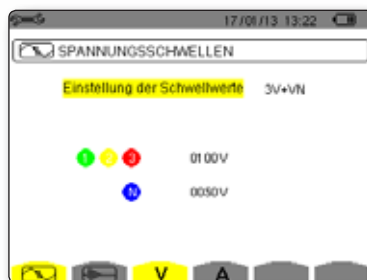 17/01/13 13:22
SPANNUNGSSCHWELLEN
Einstellung der Schwellwerte 3V+VN
1 2 3 0100V
N 0050V
V A